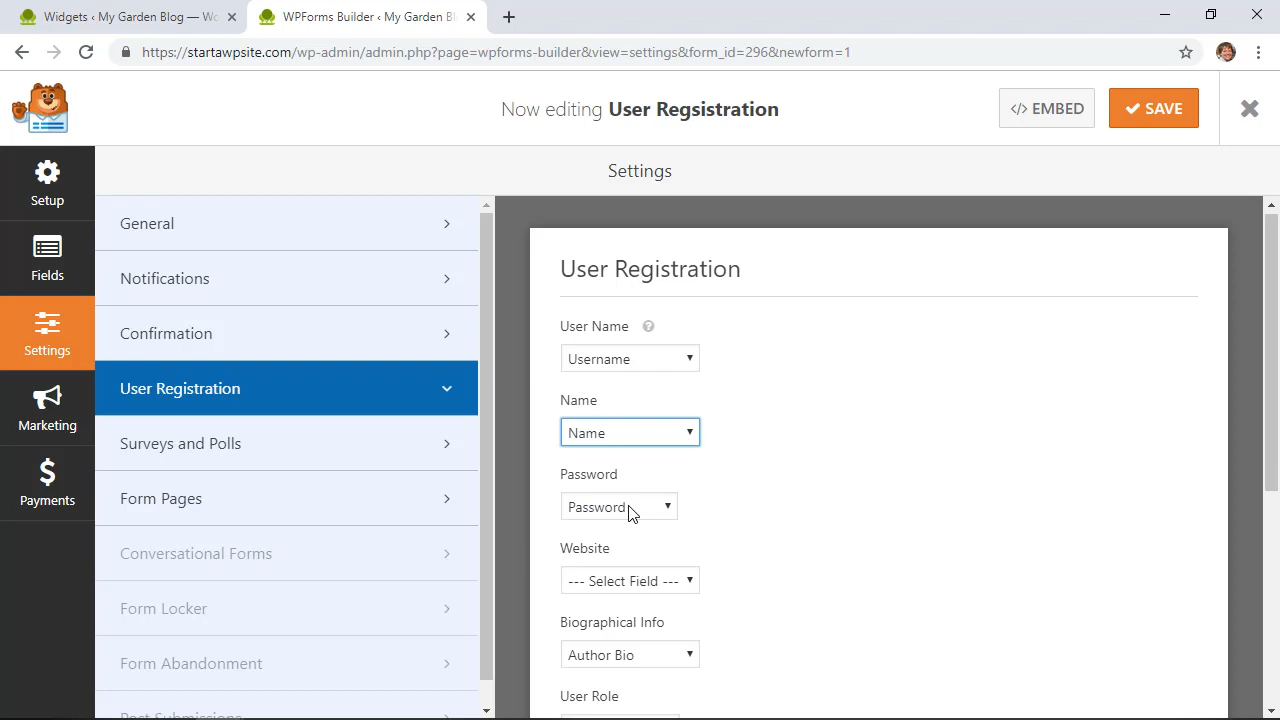 Widgets ‹ My Garden Blog — Wo
WPForms Builder ‹ My Garden Bl
https://startawpsite.com/wp-admin/admin.php?page=wpforms-builder&view=settings&form_id=296&newform=1
Now editing User Regsistration
</> EMBED
SAVE
Setup
Fields
Settings
Marketing
Payments
Settings
General
Notifications
Confirmation
User Registration
Surveys and Polls
Form Pages
Conversational Forms
Form Locker
Form Abandonment
Post Submissions
User Registration
User Name
Username
Name
Name
Password
Password
Website
--- Select Field ---
Biographical Info
Author Bio
User Role